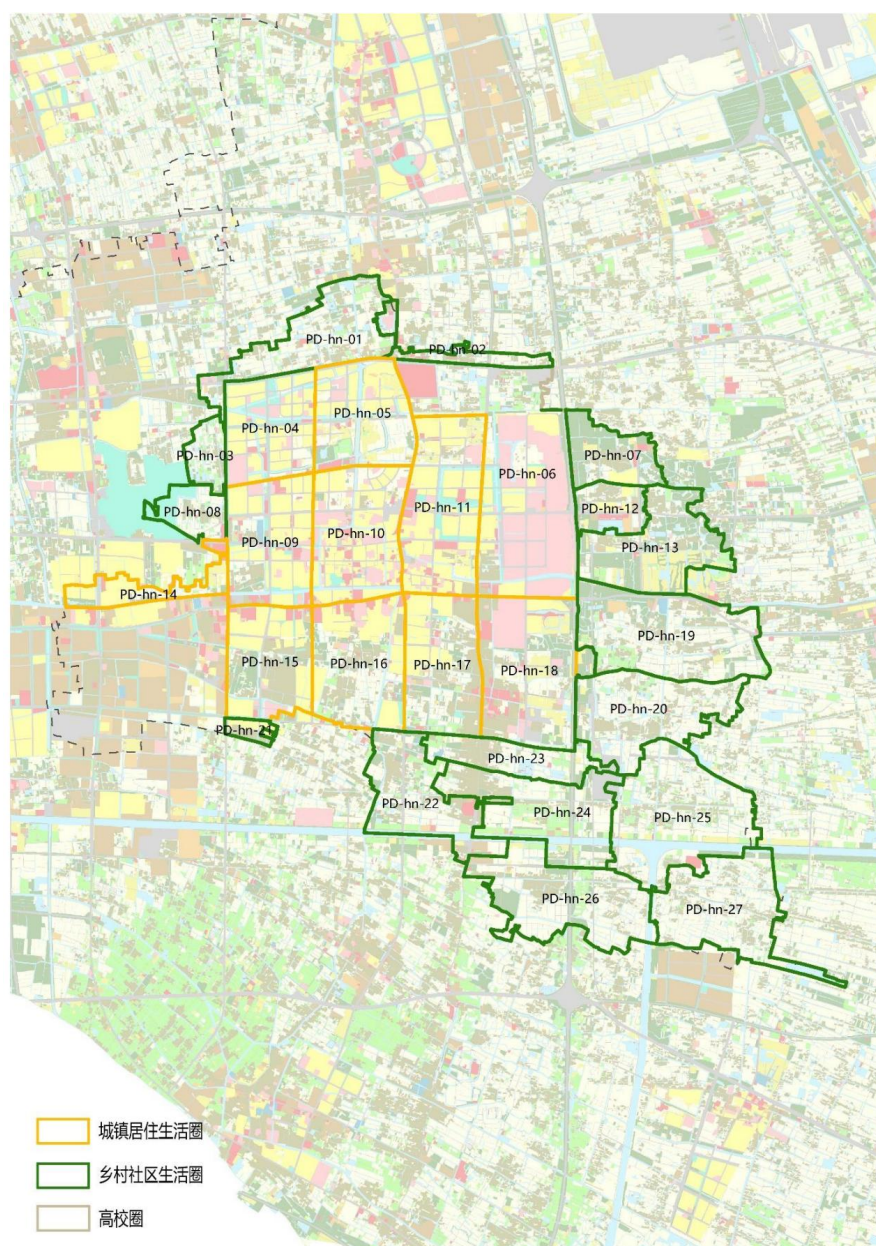 PD-hn-01
PD-hn-02
PD-hn-05
PD-hn-04
PD-hn-03
PD-hn-07
PD-hn-06
PD-hn-11
PD-hn-12
PD-hn-08
PD-hn-10
PD-hn-09
PD-hn-13
PD-hn-14
PD-hn-19
PD-hn-15
PD-hn-16
PD-hn-17
PD-hn-18
PD-hn-20
PD-hn-21
PD-hn-23
PD-hn-22
PD-hn-24
PD-hn-25
PD-hn-26
PD-hn-27
城镇居住生活圈
乡村社区生活圈
高校圈